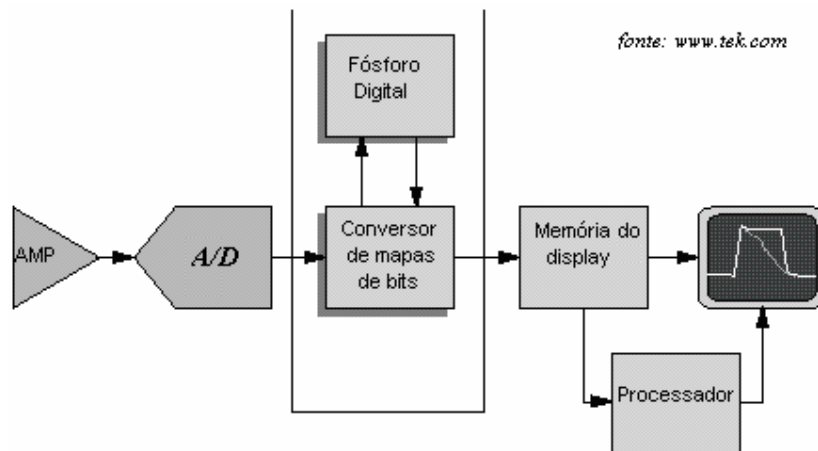 fonte: www.tek.com
Fósforo
Digital
AMP
A/D
Conversor
de mapas
de bits
Memória do
display
Processador